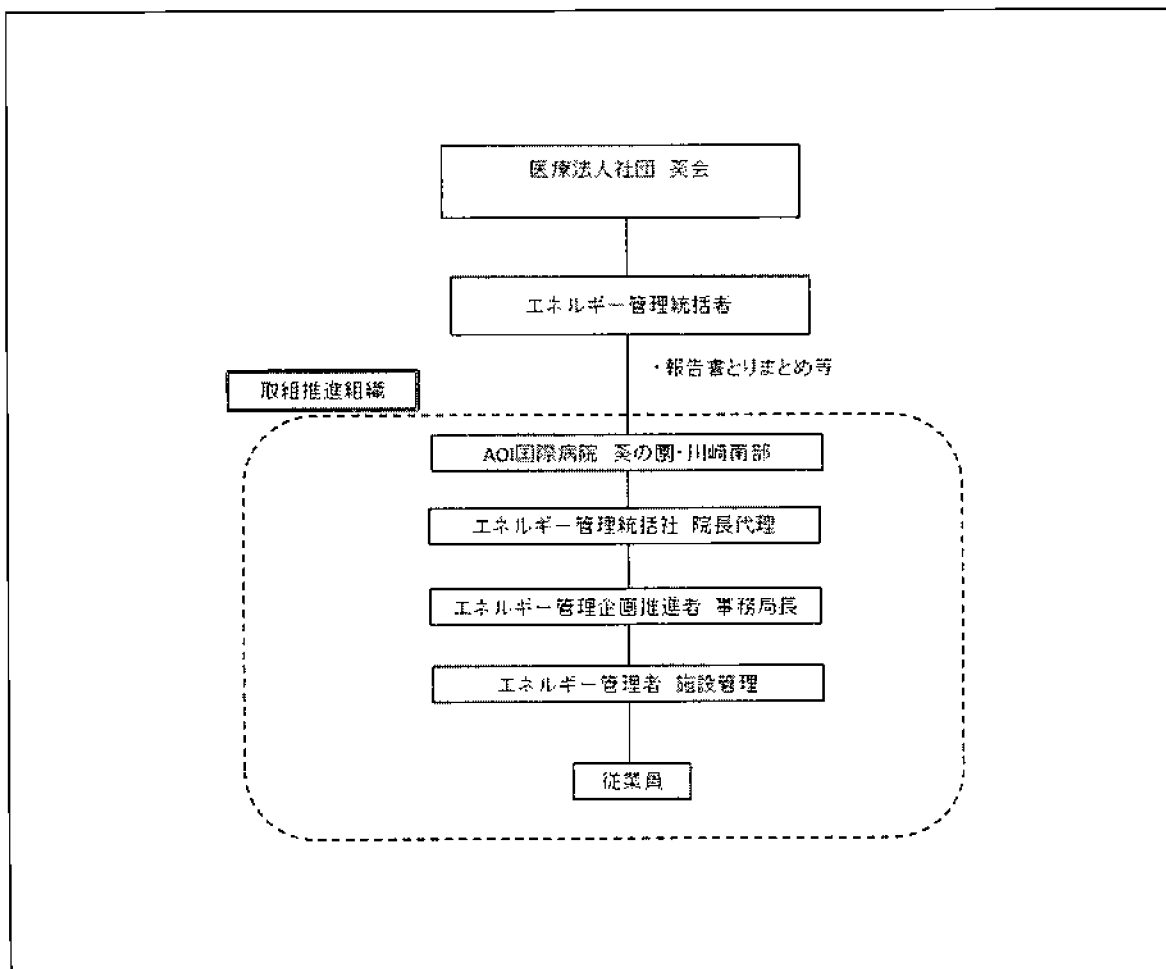 医療法人社団 葵会
エネルギー管理統括者
・報告書とりまとめ等
取組推進組織
AOI国際病院 葵の園・川崎南部
エネルギー管理統括社 院長代理
エネルギー管理企画推進者 事務局長
エネルギー管理者 施設管理
従業員